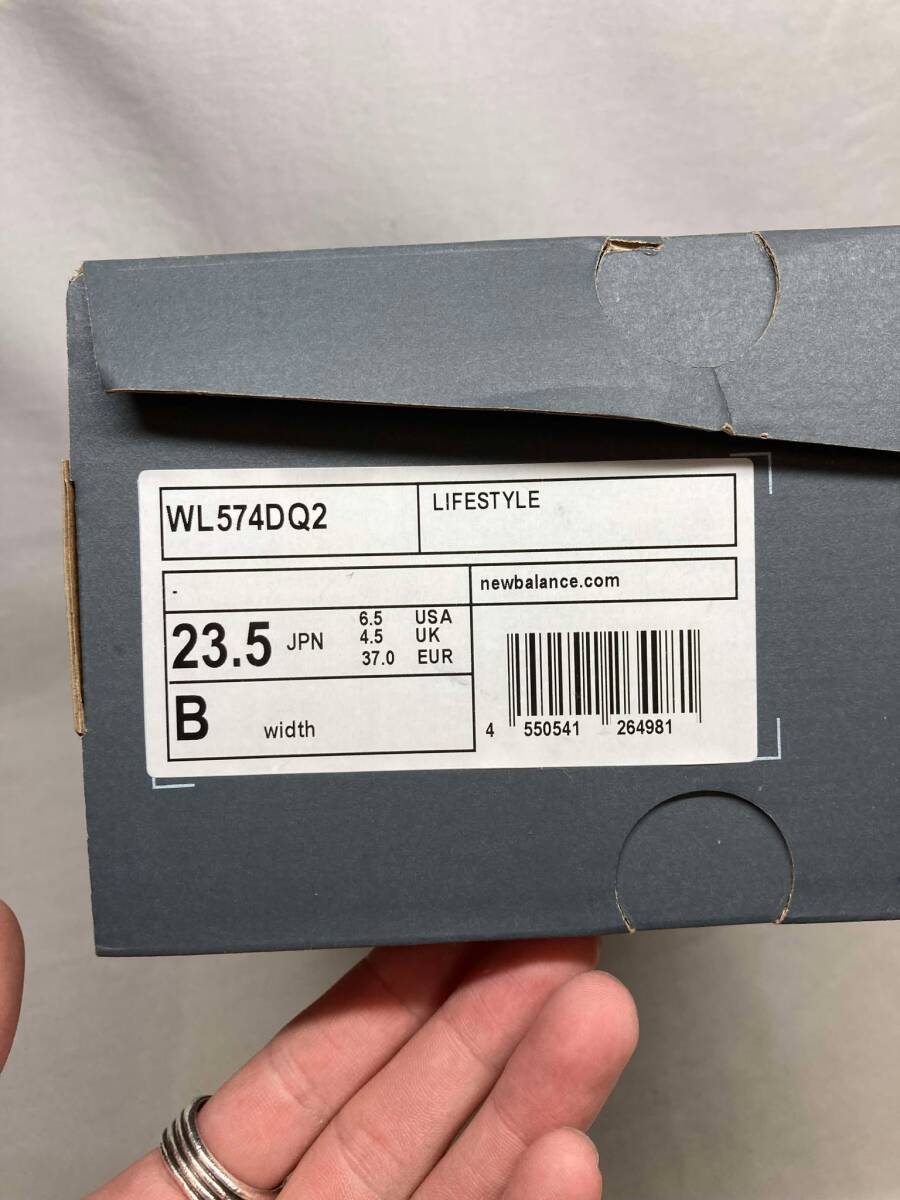 WL574DQ2
LIFESTYLE
-
newbalance.com
23.5 JPN
6.5 USA
4.5 UK
37.0 EUR
B width
4 550541 264981